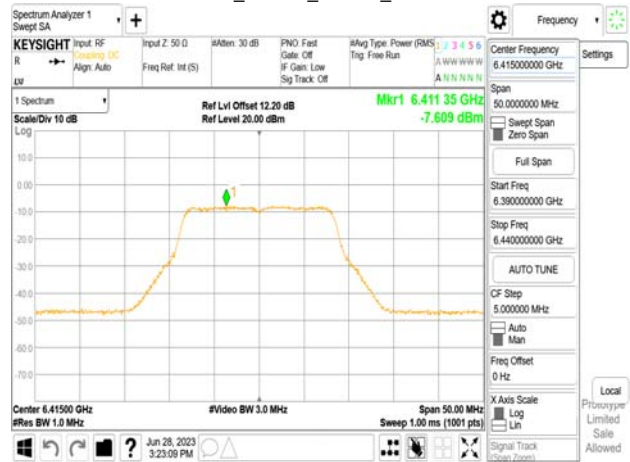 Spectrum Analyzer 1
Swept SA
Frequency
KEYSIGHT
Input: RF
Coupling: DC
Align: Auto
Input Z: 50 Ω
Freq Ref: Int (S)
#Atten: 30 dB
PNO: Fast
Gate: Off
IF Gain: Low
Sig Track: Off
#Avg Type: Power (RMS
Trig: Free Run
1 2 3 4 5 6
A W W W W W
A N N N N N
R
Center Frequency
6.415000000 GHz
Settings
Span
50.0000000 MHz
Swept Span
Zero Span
Full Span
Start Freq
6.390000000 GHz
Stop Freq
6.440000000 GHz
AUTO TUNE
CF Step
5.000000 MHz
Auto
Man
Freq Offset
0 Hz
X Axis Scale
Log
Lin
Signal Track
(Span Zoom)
Local
Prototype
Limited
Sale
Allowed
1 Spectrum
Scale/Div 10 dB
Log
Ref Lvl Offset 12.20 dB
Ref Level 20.00 dBm
Mkr1 6.411 35 GHz
-7.609 dBm
10.0
0.00
-10.0
-20.0
-30.0
-40.0
-50.0
-60.0
-70.0
1
Center 6.41500 GHz
#Res BW 1.0 MHz
#Video BW 3.0 MHz
Span 50.00 MHz
Sweep 1.00 ms (1001 pts)
?
Jun 28, 2023
3:23:09 PM